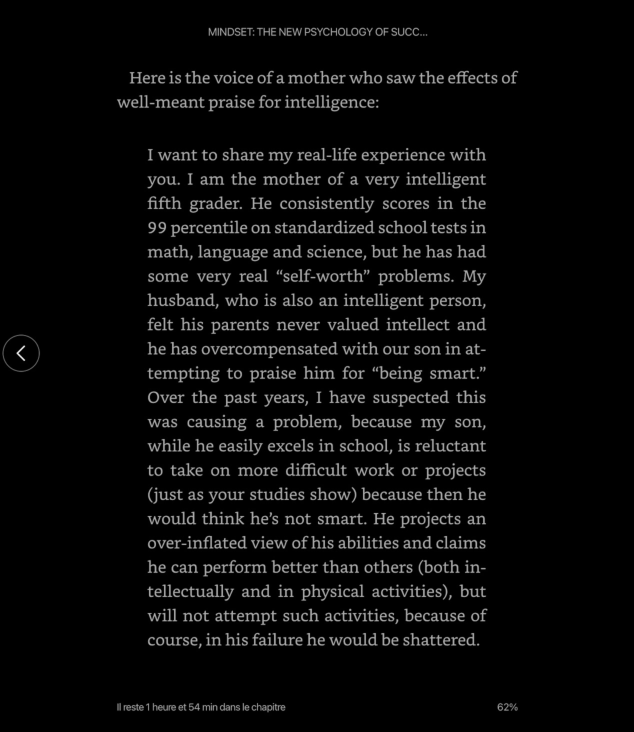 MINDSET: THE NEW PSYCHOLOGY OF SUCC...
Here is the voice of a mother who saw the effects of
well-meant praise for intelligence:
I want to share my real-life experience with
you. I am the mother of a very intelligent
fifth grader. He consistently scores in the
99 percentile on standardized school tests in
math, language and science, but he has had
some very real “self-worth” problems. My
husband, who is also an intelligent person,
felt his parents never valued intellect and
he has overcompensated with our son in at-
tempting to praise him for “being smart.”
Over the past years, I have suspected this
was causing a problem, because my son,
while he easily excels in school, is reluctant
to take on more difficult work or projects
(just as your studies show) because then he
would think he’s not smart. He projects an
over-inflated view of his abilities and claims
he can perform better than others (both in-
tellectually and in physical activities), but
will not attempt such activities, because of
course, in his failure he would be shattered.
Il reste 1 heure et 54 min dans le chapitre
62%